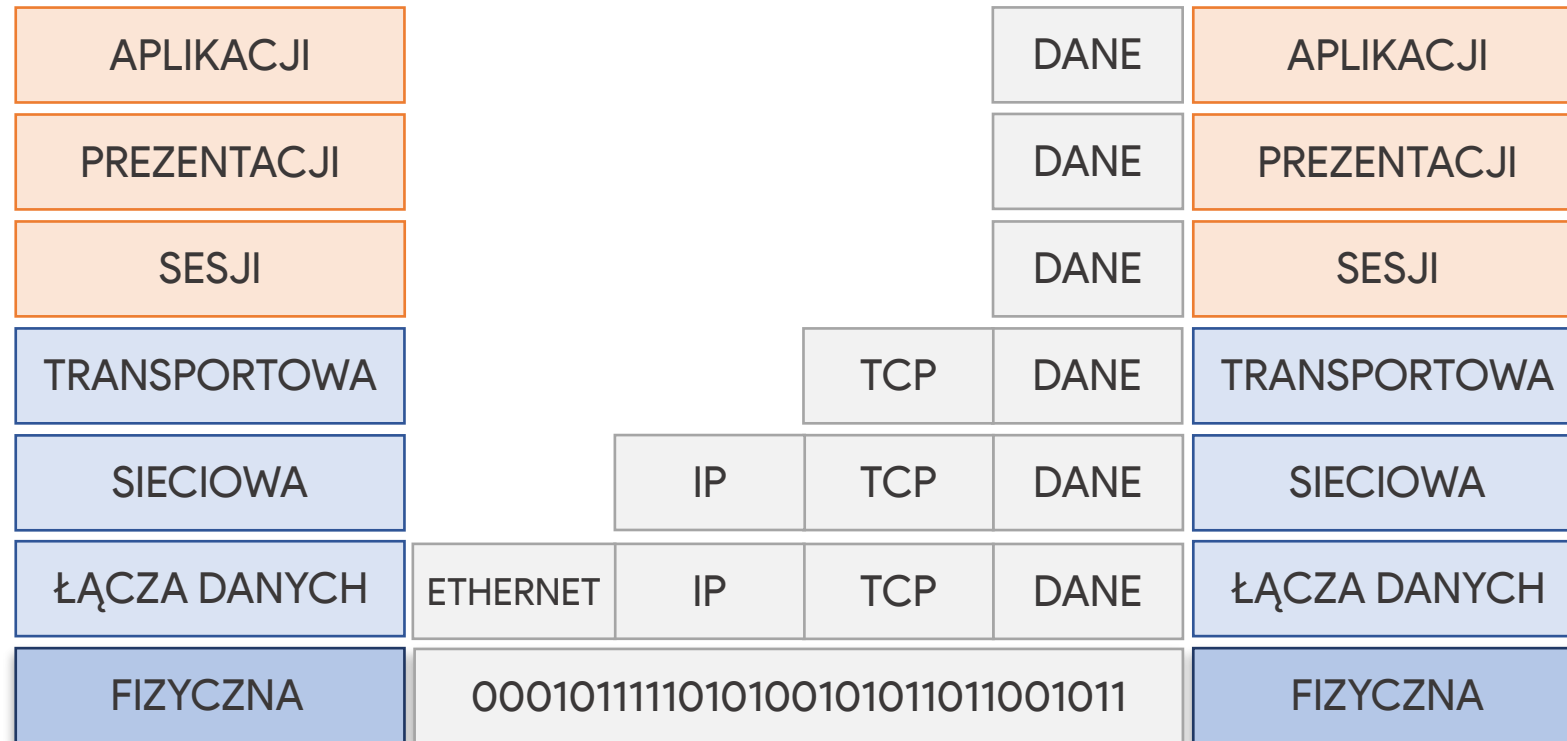 APLIKACJI DANE APLIKACJI
PREZENTACJI DANE PREZENTACJI
SESJI DANE SESJI
TRANSPORTOWA TCP DANE TRANSPORTOWA
SIECIOWA IP TCP DANE SIECIOWA
ŁĄCZA DANYCH ETHERNET IP TCP DANE ŁĄCZA DANYCH
FIZYCZNA 0001011111010100101011011001011 FIZYCZNA